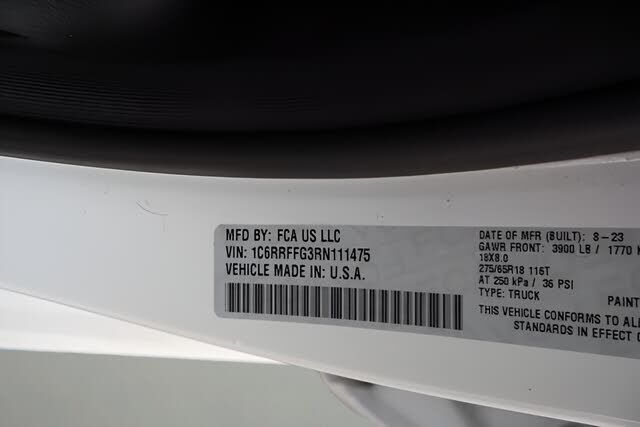 MFD BY: FCA US LLC
VIN: 1C6RRFFG3RN111475
VEHICLE MADE IN: U.S.A.
DATE OF MFR (BUILT): 8-23
GAWR FRONT: 3900 LB / 1770 K
18X8.0
275/65R18 116T
AT 250 kPa / 36 PSI
TYPE: TRUCK
PAINT
THIS VEHICLE CONFORMS TO AL
STANDARDS IN EFFECT O